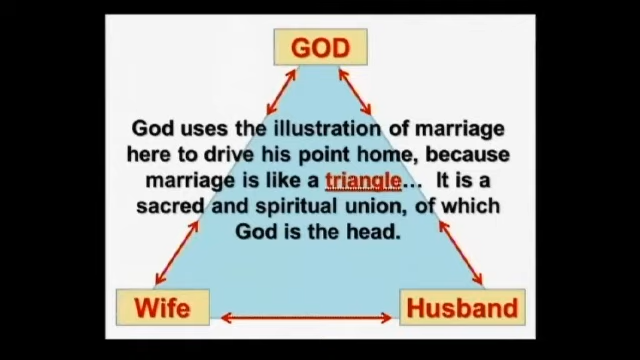 GOD
God uses the illustration of marriage
here to drive his point home, because
marriage is like a triangle... It is a
sacred and spiritual union, of which
God is the head.
Wife
Husband